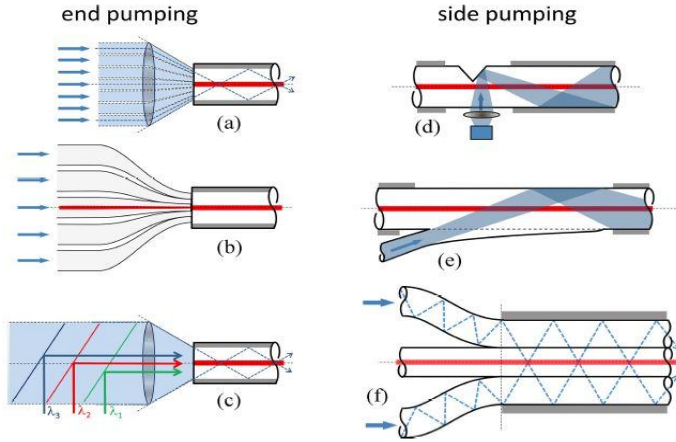 end pumping
side pumping
(a)
(d)
(b)
(e)
λ₃
λ₂
λ₁
(c)
(f)